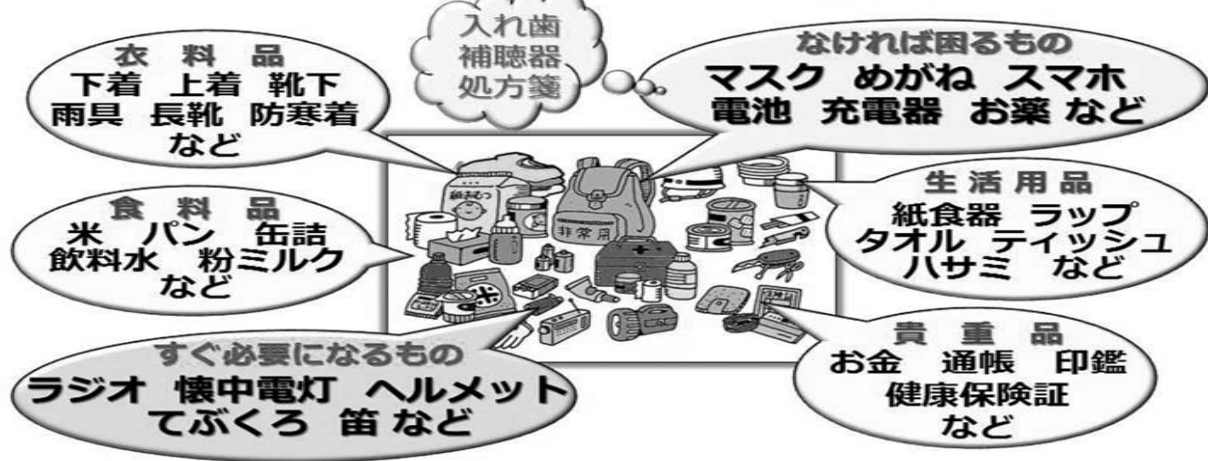 入れ歯
補聴器
処方箋
衣 料 品
下着 上着 靴下
雨具 長靴 防寒着
など
なければ困るもの
マスク めがね スマホ
電池 充電器 お薬 など
食 料 品
米 パン 缶詰
飲料水 粉ミルク
など
生 活 用 品
紙食器 ラップ
タオル ティッシュ
ハサミ など
すぐ必要になるもの
ラジオ 懐中電灯 ヘルメット
てぶくろ 笛 など
貴 重 品
お金 通帳 印鑑
健康保険証
など
紙おむつ
非常用
米